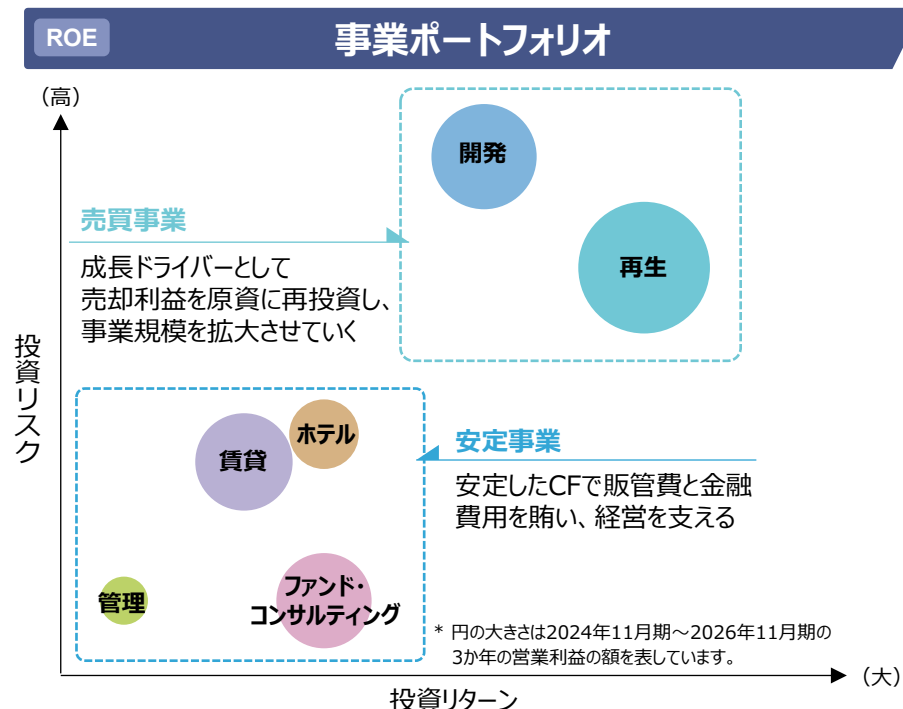 ROE
事業ポートフォリオ
（高）
開発
再生
売買事業
成長ドライバーとして
売却利益を原資に再投資し、
事業規模を拡大させていく
投資リスク
ホテル
賃貸
安定事業
安定したCFで販管費と金融
費用を賄い、経営を支える
管理
ファンド・
コンサルティング
* 円の大きさは2024年11月期～2026年11月期の
3か年の営業利益の額を表しています。
（大）
投資リターン